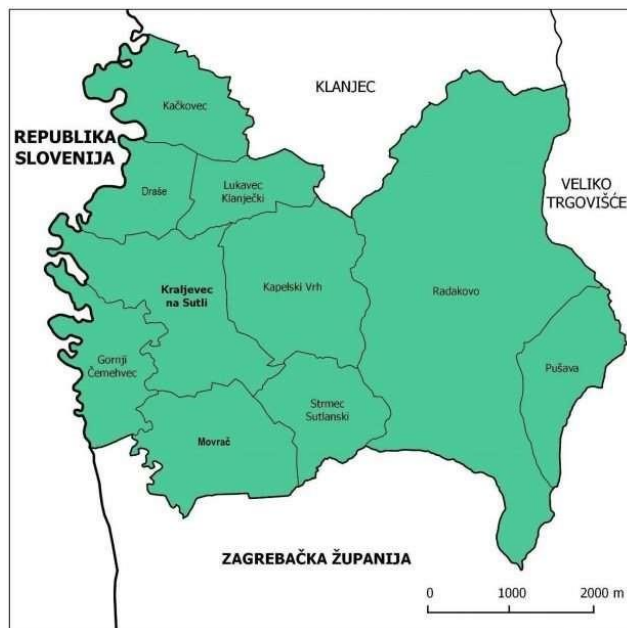 KLANJEC
Kačkovec
REPUBLIKA
SLOVENIJA
Draše
Lukavec
Klanječki
VELIKO
TRGOVIŠĆE
Kraljevec
na Sutli
Kapelski Vrh
Radakovo
Gornji
Čemehvec
Pušava
Strmec
Sutlanski
Movrač
ZAGREBAČKA ŽUPANIJA
0 1000 2000 m